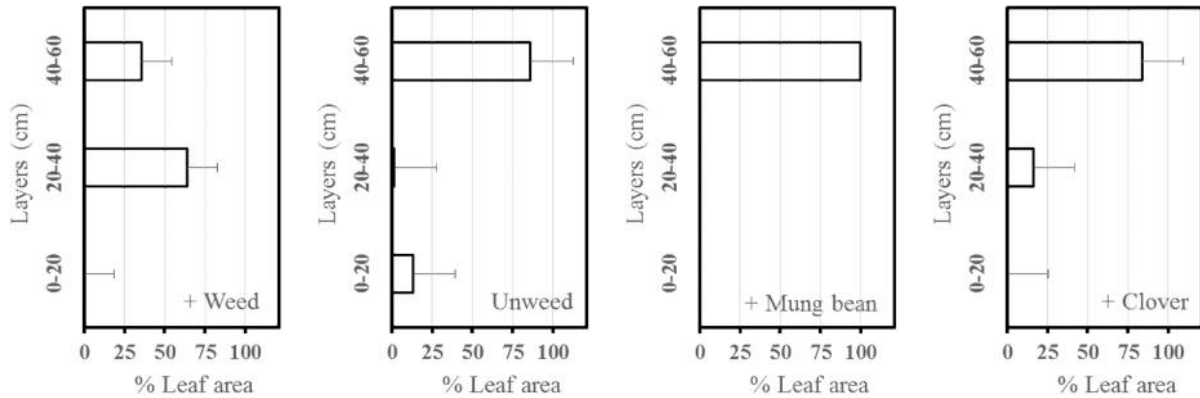 Layers (cm)
40-60
20-40
0-20
+ Weed
0 25 50 75 100
% Leaf area
Layers (cm)
40-60
20-40
0-20
Unweed
0 25 50 75 100
% Leaf area
Layers (cm)
40-60
20-40
0-20
+ Mung bean
0 25 50 75 100
% Leaf area
Layers (cm)
40-60
20-40
0-20
+ Clover
0 25 50 75 100
% Leaf area